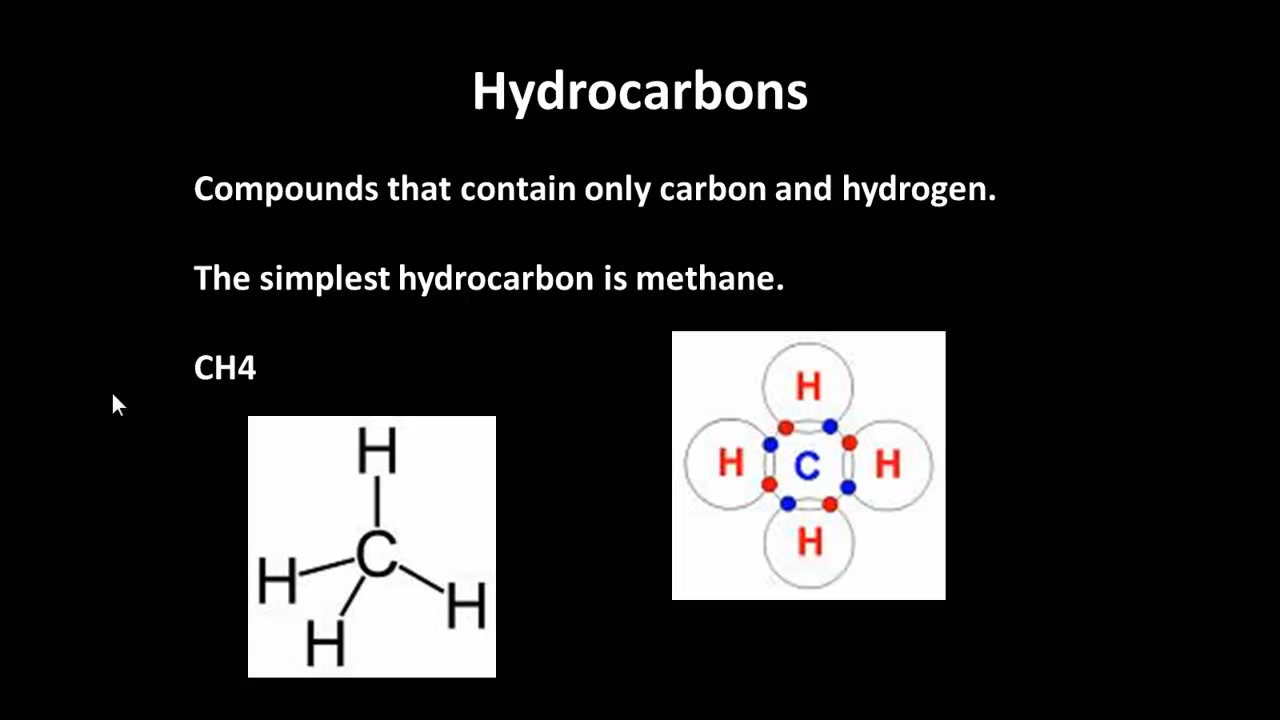 Hydrocarbons
Compounds that contain only carbon and hydrogen.
The simplest hydrocarbon is methane.
CH4
H
H C H
H
H
H C H
H